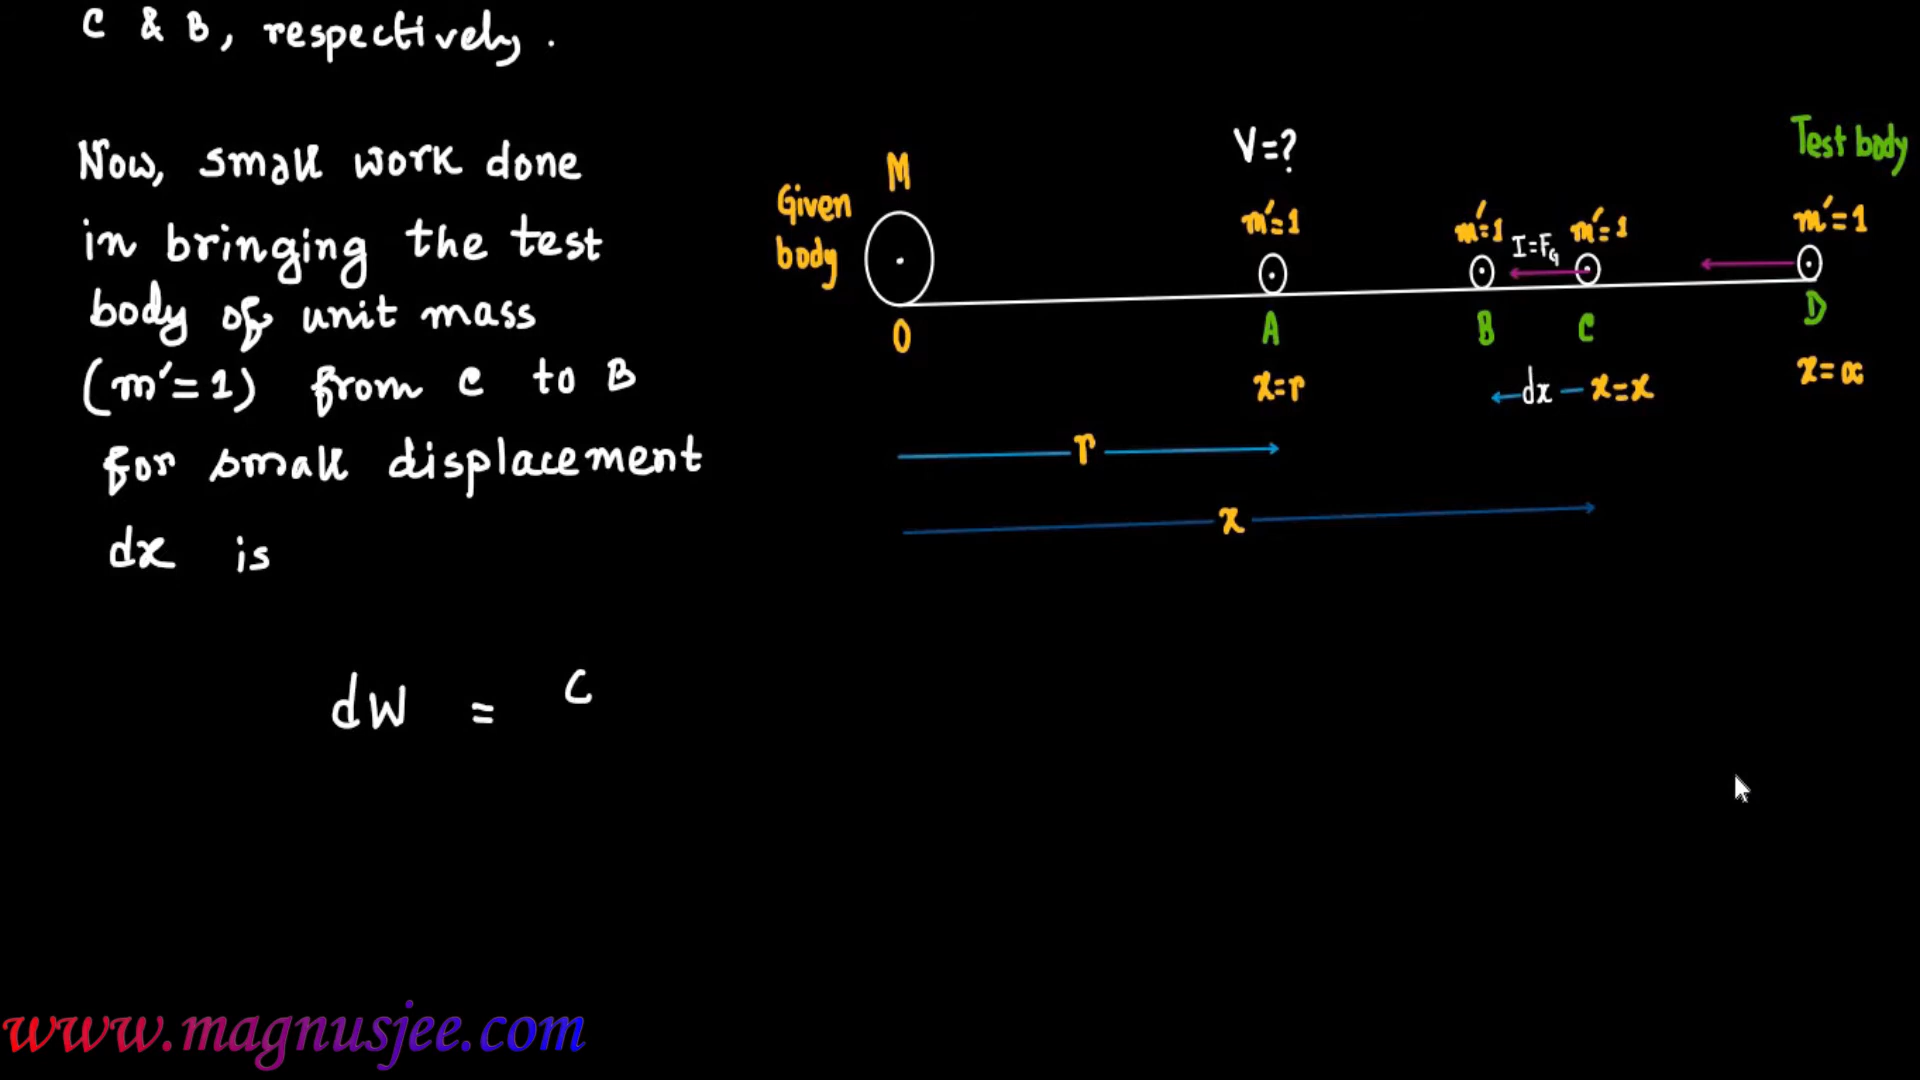 C & B, respectively.
Now, small work done
in bringing the test
body of unit mass
(m'=1) from C to B
for small displacement
dx is
dW = C
V=?
Test body
M
Given
body
m'=1
m'=1
I=F_G
m'=1
m'=1
O
A
B
C
D
x=r
dx
x=x
x=∝
r
x
www.magnusjee.com